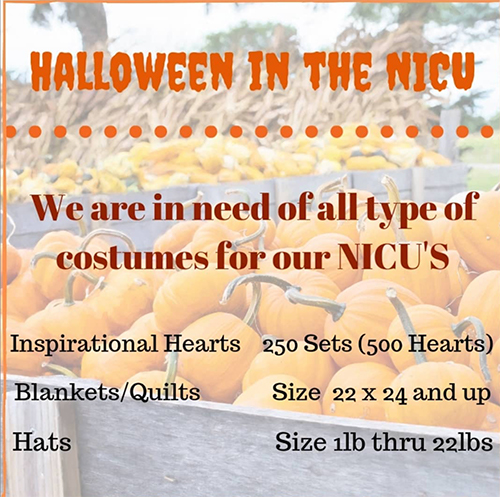 HALLOWEEN IN THE NICU
We are in need of all type of
costumes for our NICU'S
Inspirational Hearts 250 Sets (500 Hearts)
Blankets/Quilts Size 22 x 24 and up
Hats Size 1lb thru 22lbs